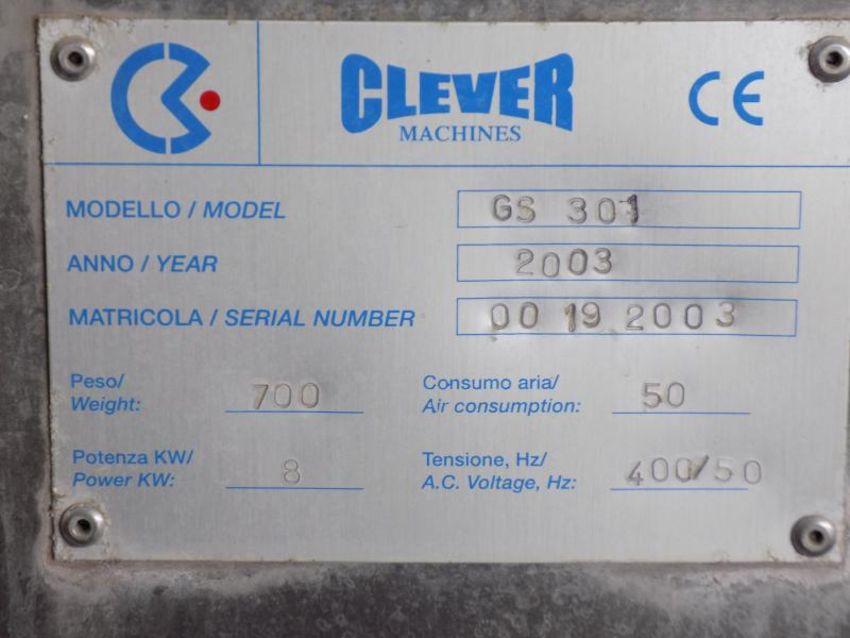 CLEVER
MACHINES
CE
MODELLO / MODEL GS 301
ANNO / YEAR 2003
MATRICOLA / SERIAL NUMBER 00 19 2003
Peso/
Weight: 700
Consumo aria/
Air consumption: 50
Potenza KW/
Power KW: 8
Tensione, Hz/
A.C. Voltage, Hz: 400/50